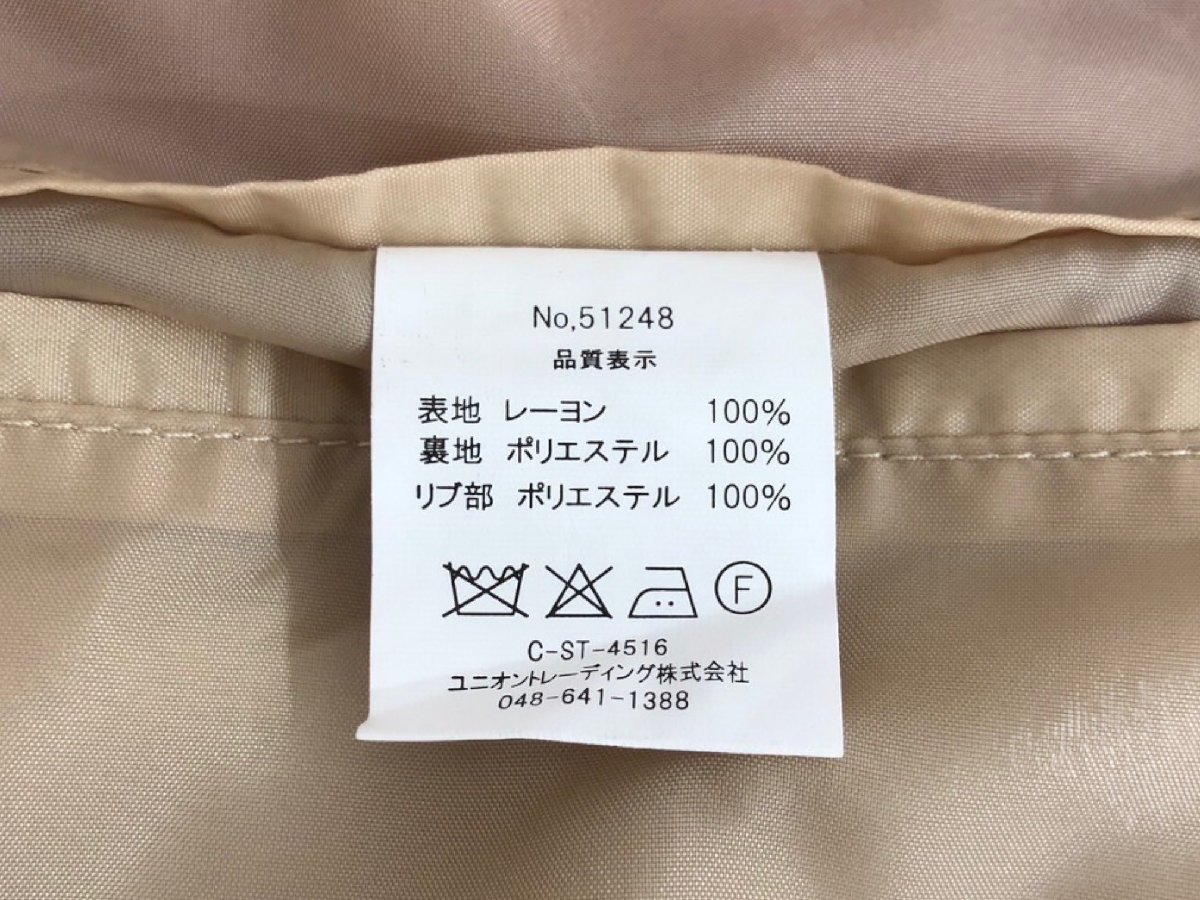 No,51248
品質表示
表地 レーヨン 100%
裏地 ポリエステル 100%
リブ部 ポリエステル 100%
F
C-ST-4516
ユニオントレーディング株式会社
048-641-1388